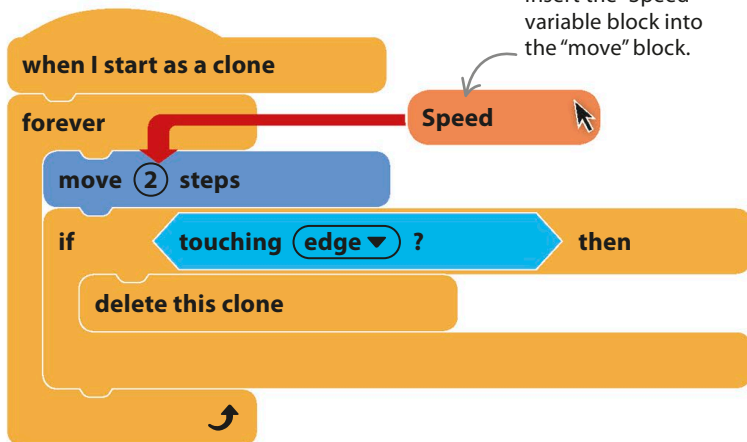 variable block into
the “move” block.
when I start as a clone
forever
Speed
move 2 steps
if touching edge ? then
delete this clone